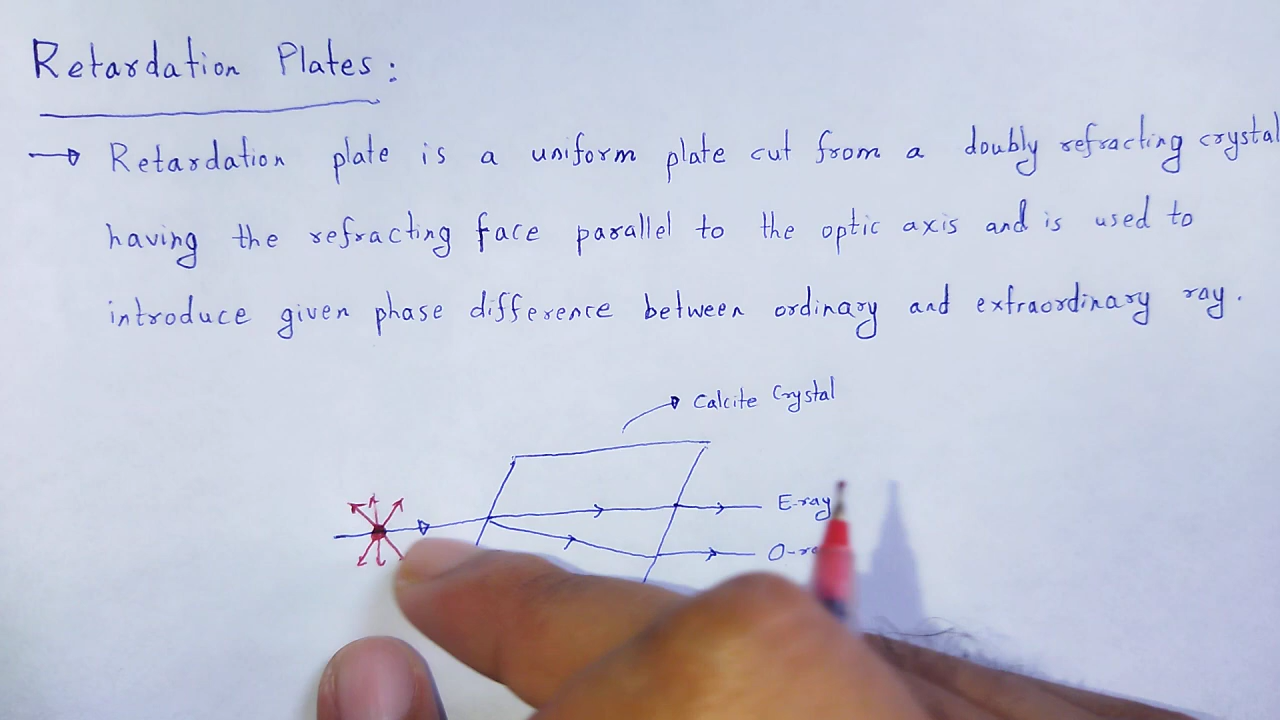 Retardation Plates:
Retardation plate is a uniform plate cut from a doubly refracting crystal
having the refracting face parallel to the optic axis and is used to
introduce given phase difference between ordinary and extraordinary ray.
Calcite Crystal
E-ray